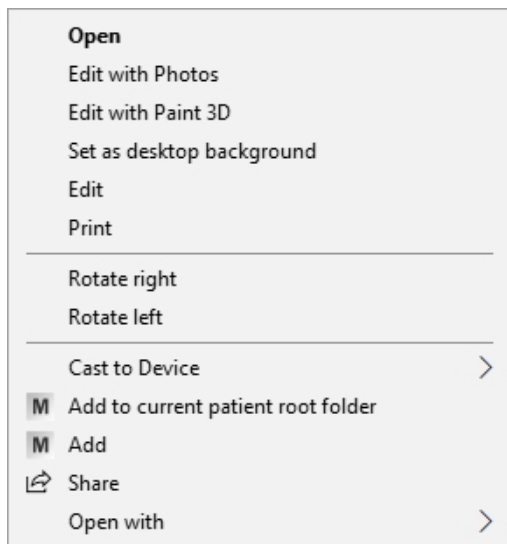 Open
Edit with Photos
Edit with Paint 3D
Set as desktop background
Edit
Print
Rotate right
Rotate left
Cast to Device
M Add to current patient root folder
M Add
Share
Open with